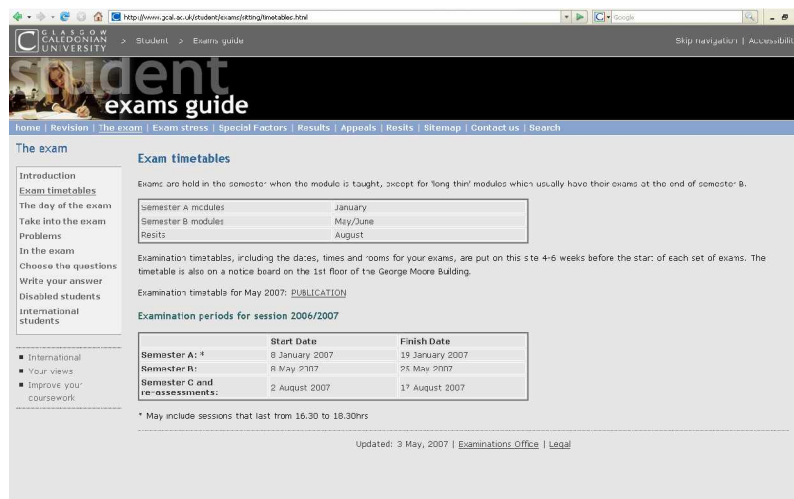 http://www.gcal.ac.uk/student/exams/sitting/timetables.html
Google
GLASGOW
CALEDONIAN
UNIVERSITY
> Student > Exams guide
Skip navigation | Accessibilit
student
exams guide
home | Revision | The exam | Exam stress | Special Factors | Results | Appeals | Resits | Sitemap | Contact us | Search
The exam
Introduction
Exam timetables
The day of the exam
Take into the exam
Problems
In the exam
Choose the questions
Write your answer
Disabled students
International
students
International
Your views
Improve your
coursework
Exam timetables
Exams are held in the semester when the module is taught, except for 'long thin' modules which usually have their exams at the end of semester B.
Semester A modules January
Semester B modules May/June
Resits August
Examination timetables, including the dates, times and rooms for your exams, are put on this site 4-6 weeks before the start of each set of exams. The
timetable is also on a notice board on the 1st floor of the George Moore Building.
Examination timetable for May 2007: PUBLICATION
Examination periods for session 2006/2007
Start Date Finish Date
Semester A: * 8 January 2007 19 January 2007
Semester B: 8 May 2007 25 May 2007
Semester C and
re-assessments: 2 August 2007 17 August 2007
* May include sessions that last from 16.30 to 18.30hrs
Updated: 3 May, 2007 | Examinations Office | Legal